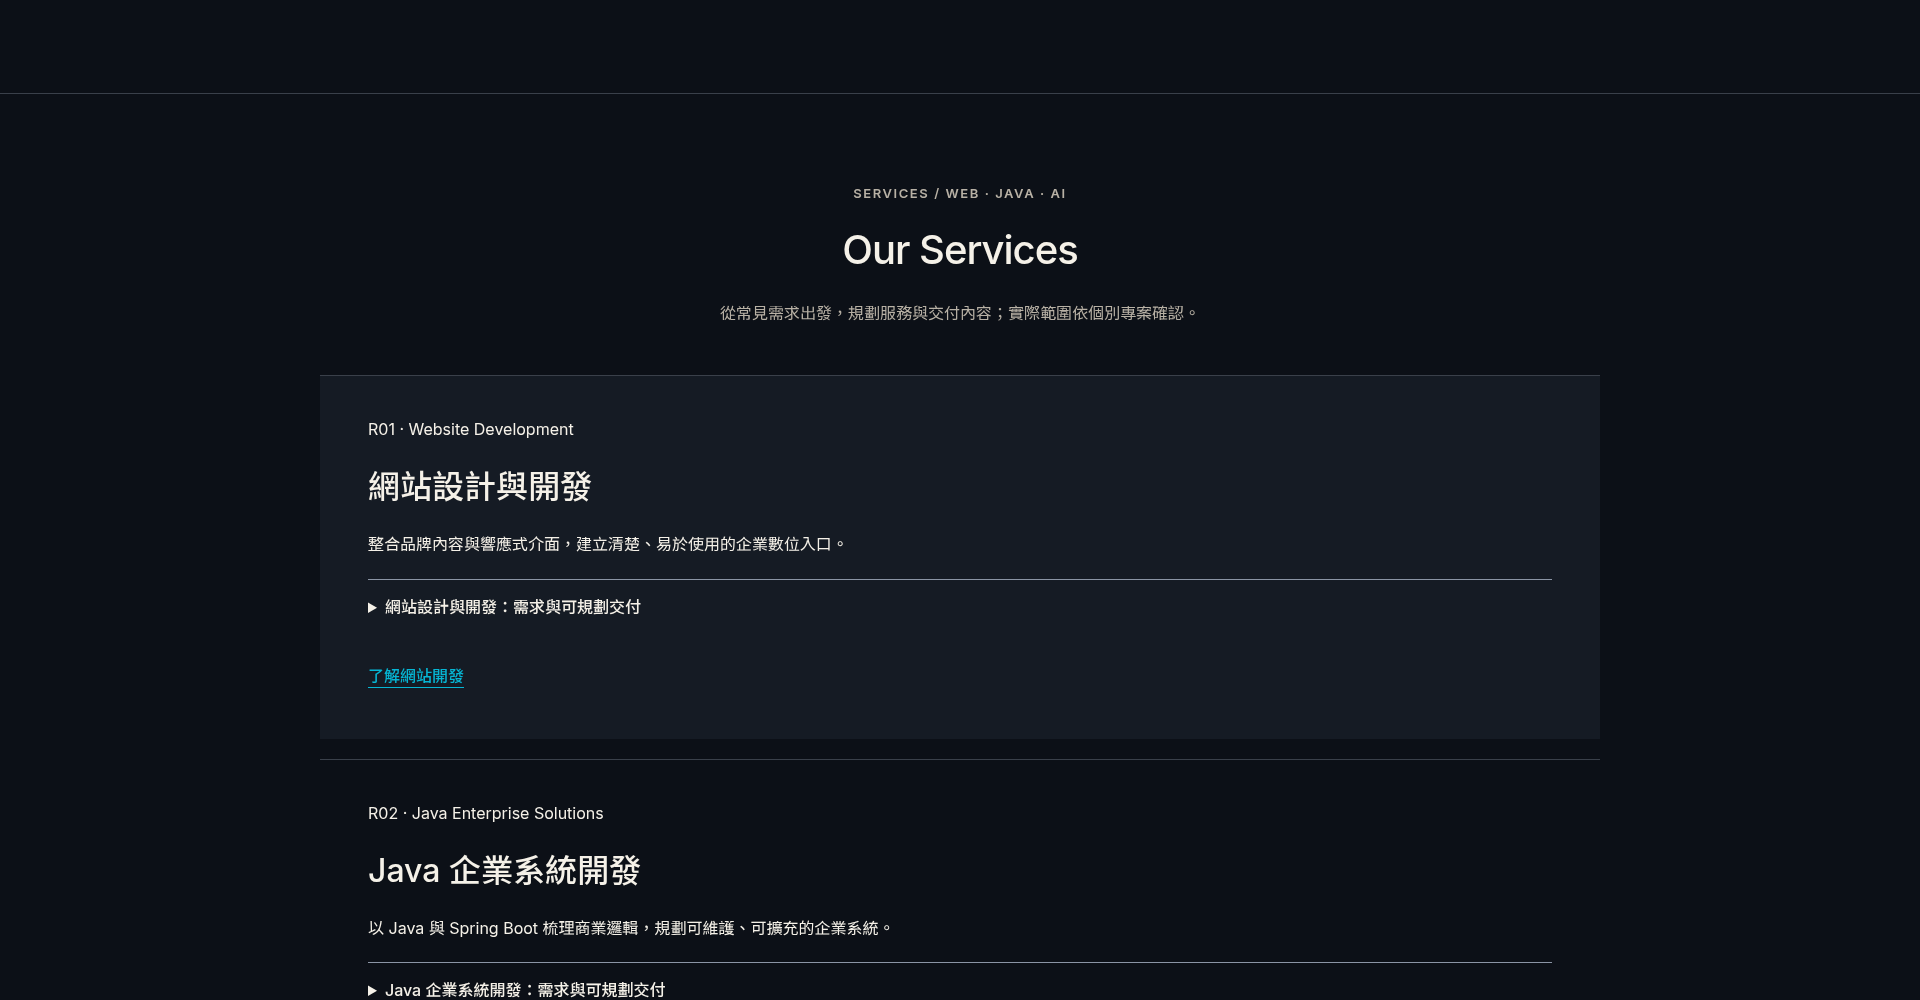 SERVICES / WEB · JAVA · AI
Our Services
從常見需求出發，規劃服務與交付內容；實際範圍依個別專案確認。
R01 · Website Development
網站設計與開發
整合品牌內容與響應式介面，建立清楚、易於使用的企業數位入口。
▶ 網站設計與開發：需求與可規劃交付
了解網站開發
R02 · Java Enterprise Solutions
Java 企業系統開發
以 Java 與 Spring Boot 梳理商業邏輯，規劃可維護、可擴充的企業系統。
▶ Java 企業系統開發：需求與可規劃交付